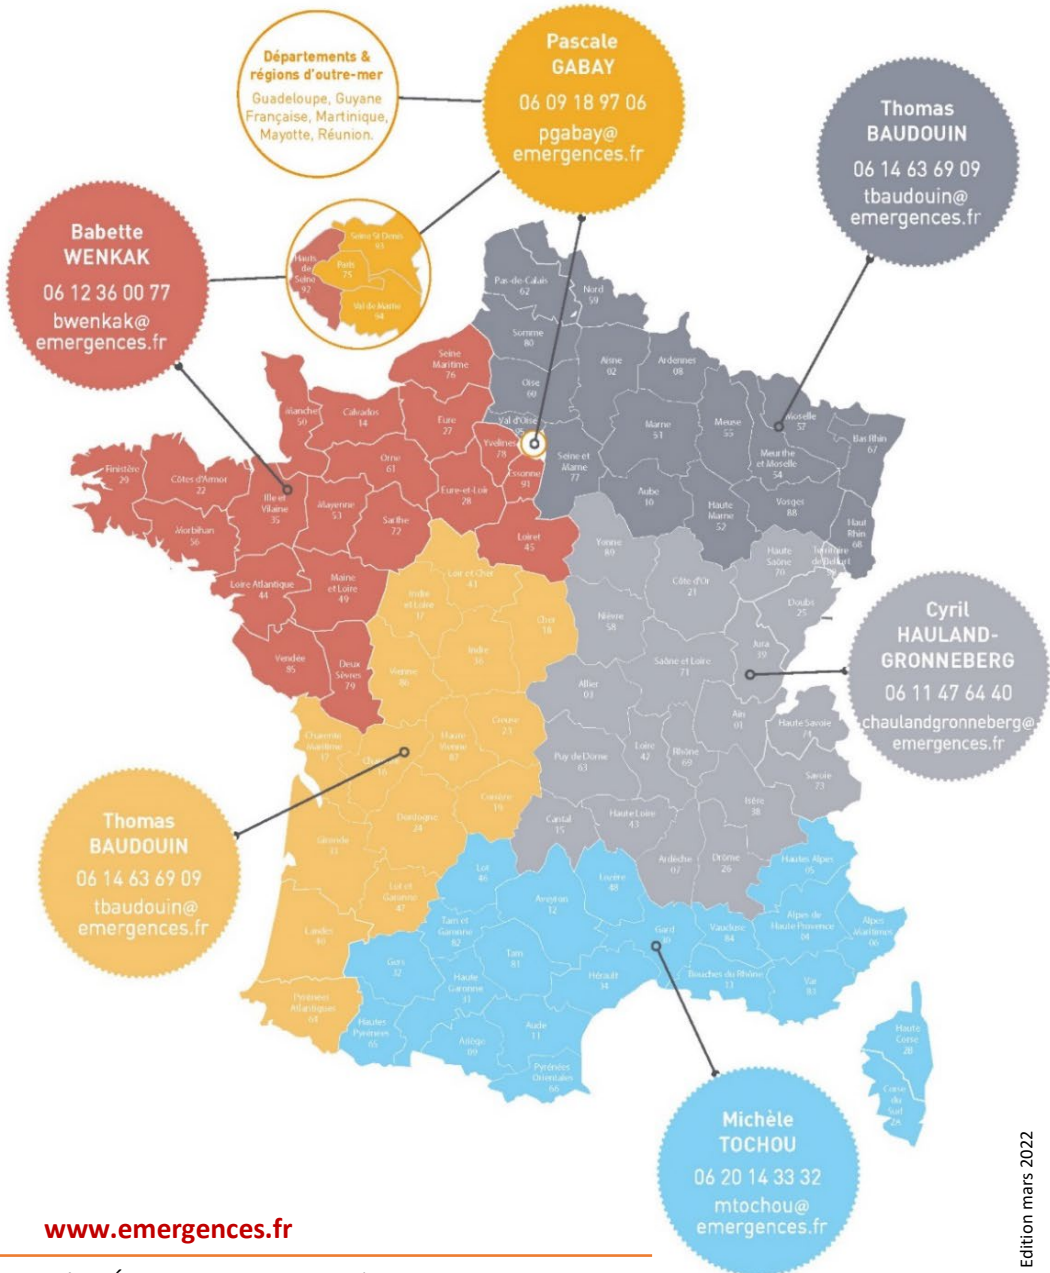 Départements &
régions d'outre-mer
Guadeloupe, Guyane
Française, Martinique,
Mayotte, Réunion.
Pascale
GABAY
06 09 18 97 06
pgabay@
emergences.fr
Thomas
BAUDOUIN
06 14 63 69 09
tbaudouin@
emergences.fr
Babette
WENKAK
06 12 36 00 77
bwenkak@
emergences.fr
Seine St Denis
93
Hauts
de
Seine
92
Paris
75
Val de Marne
94
Pas-de-Calais
62
Nord
59
Somme
80
Seine
Maritime
76
Oise
60
Aisne
02
Ardennes
08
Manche
50
Calvados
14
Eure
27
Val d'Oise
95
Yvelines
78
Essonne
91
Seine et
Marne
77
Marne
51
Meuse
55
Moselle
57
Meurthe
et Moselle
54
Bas Rhin
67
Finistère
29
Côtes d'Armor
22
Morbihan
56
Ille et
Vilaine
35
Mayenne
53
Orne
61
Sarthe
72
Eure-et-Loir
28
Loiret
45
Aube
10
Haute
Marne
52
Vosges
88
Haut
Rhin
68
Yonne
89
Haute
Saône
70
Territoire
de Belfort
Loire Atlantique
44
Maine
et Loire
49
Indre
et Loire
37
Loir et Cher
41
Cher
18
Nièvre
58
Côte d'Or
21
Doubs
25
Vendée
85
Deux
Sèvres
79
Vienne
86
Indre
36
Allier
03
Saône et Loire
71
Jura
39
Cyril
HAULAND-
GRONNEBERG
06 11 47 64 40
chaulandgronneberg@
emergences.fr
Charente
Maritime
17
Charente
16
Haute
Vienne
87
Creuse
23
Puy de Dome
63
Loire
42
Rhône
69
Ain
01
Haute Savoie
74
Savoie
73
Isère
38
Corrèze
19
Dordogne
24
Cantal
15
Haute Loire
43
Ardèche
07
Drôme
26
Hautes Alpes
05
Thomas
BAUDOUIN
06 14 63 69 09
tbaudouin@
emergences.fr
Gironde
33
Lot et
Garonne
47
Lot
46
Aveyron
12
Lozère
48
Landes
40
Tarn et
Garonne
82
Gers
32
Tarn
81
Gard
30
Vaucluse
84
Alpes de
Haute Provence
04
Alpes
Maritimes
06
Pyrénées
Atlantiques
64
Hautes
Pyrénées
65
Haute
Garonne
31
Hérault
34
Bouches du Rhône
13
Var
83
Ariège
09
Aude
11
Pyrénées
Orientales
66
Haute
Corse
2B
Corse
du
Sud
2A
Michèle
TOCHOU
06 20 14 33 32
mtochou@
emergences.fr
www.emergences.fr
Edition mars 2022